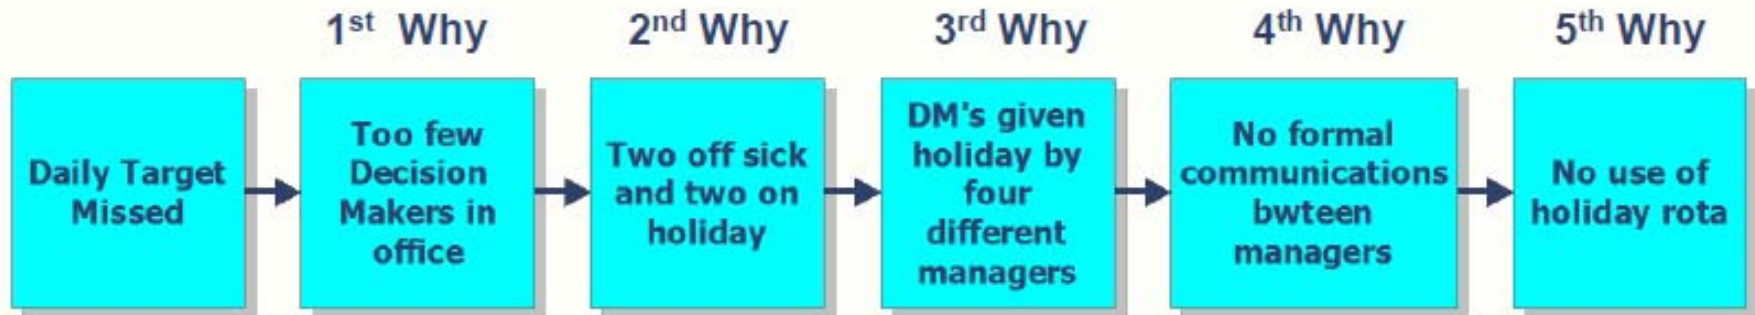 1st Why
2nd Why
3rd Why
4th Why
5th Why
Daily Target
Missed
Too few
Decision
Makers in
office
Two off sick
and two on
holiday
DM's given
holiday by
four
different
managers
No formal
communications
bwteen
managers
No use of
holiday rota